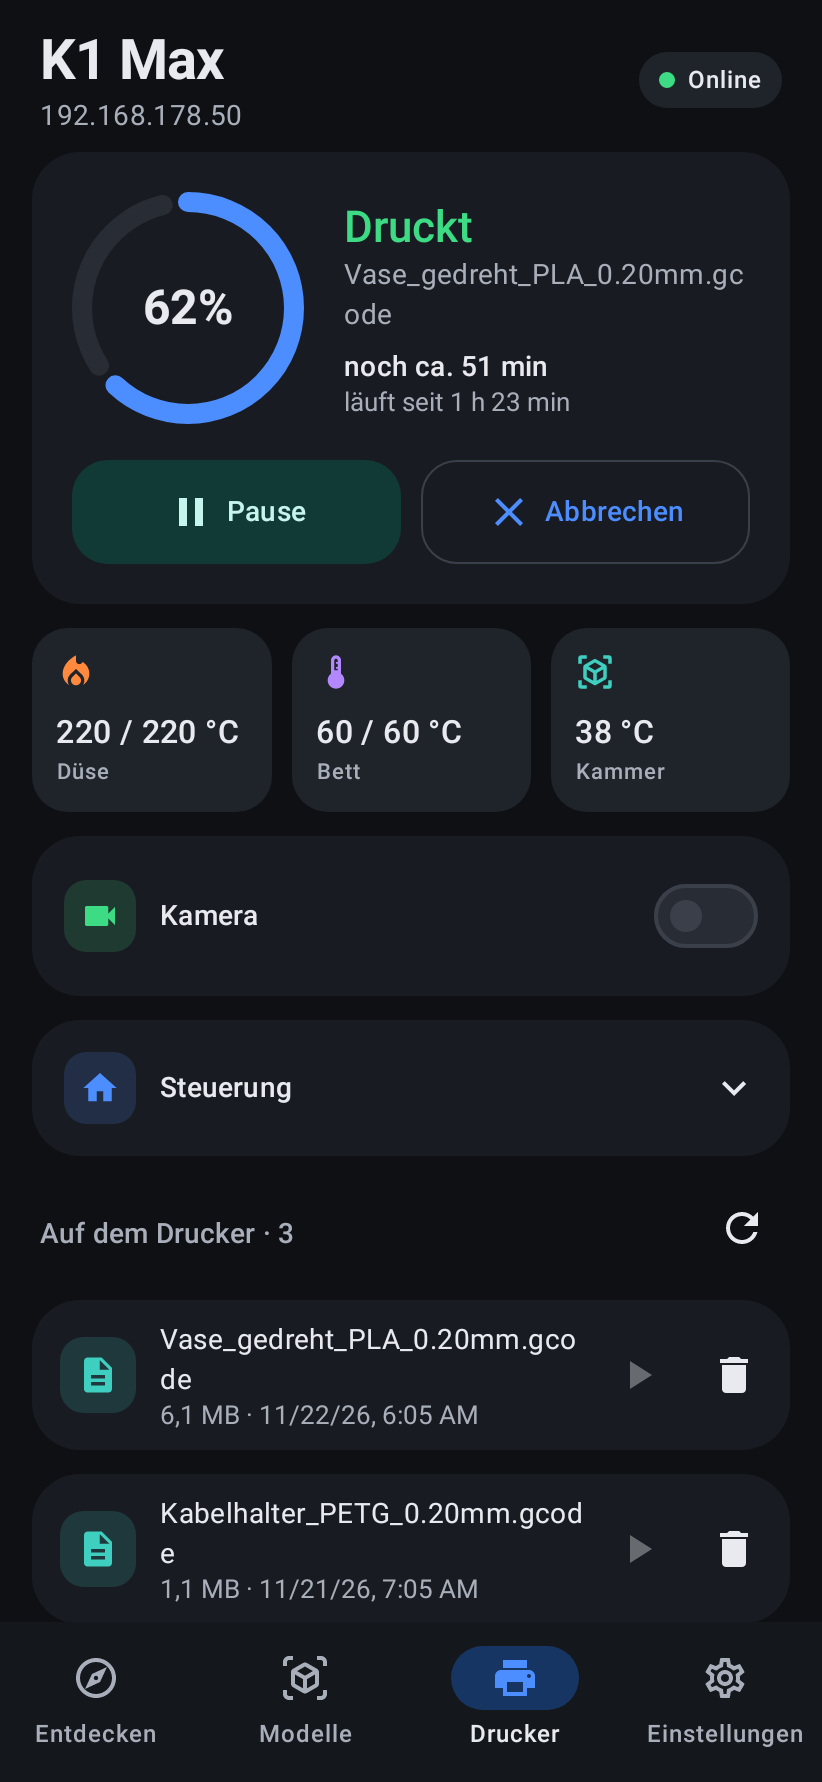 K1 Max
192.168.178.50
Online
62%
Druckt
Vase_gedreht_PLA_0.20mm.gc
ode
noch ca. 51 min
läuft seit 1 h 23 min
Pause
Abbrechen
220 / 220 °C
Düse
60 / 60 °C
Bett
38 °C
Kammer
Kamera
Steuerung
Auf dem Drucker · 3
Vase_gedreht_PLA_0.20mm.gco
de
6,1 MB · 11/22/26, 6:05 AM
Kabelhalter_PETG_0.20mm.gcod
e
1,1 MB · 11/21/26, 7:05 AM
Entdecken
Modelle
Drucker
Einstellungen